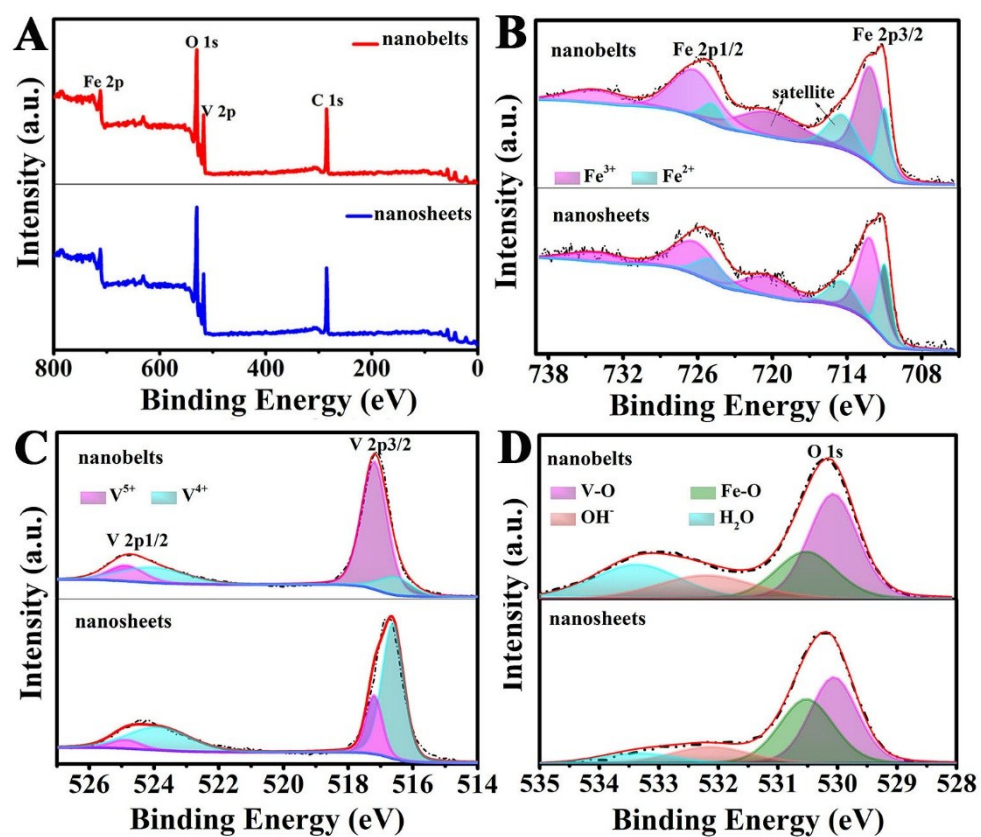 A
O 1s
nanobelts
Fe 2p
V 2p
C 1s
nanosheets
Intensity (a.u.)
800 600 400 200 0
Binding Energy (eV)
B
nanobelts
Fe 2p1/2
Fe 2p3/2
satellite
Fe³⁺ Fe²⁺
nanosheets
Intensity (a.u.)
738 732 726 720 714 708
Binding Energy (eV)
C
V 2p3/2
nanobelts
V⁵⁺ V⁴⁺
V 2p1/2
nanosheets
Intensity (a.u.)
526 524 522 520 518 516 514
Binding Energy (eV)
D
O 1s
nanobelts
V-O Fe-O
OH⁻ H₂O
nanosheets
Intensity (a.u.)
535 534 533 532 531 530 529 528
Binding Energy (eV)